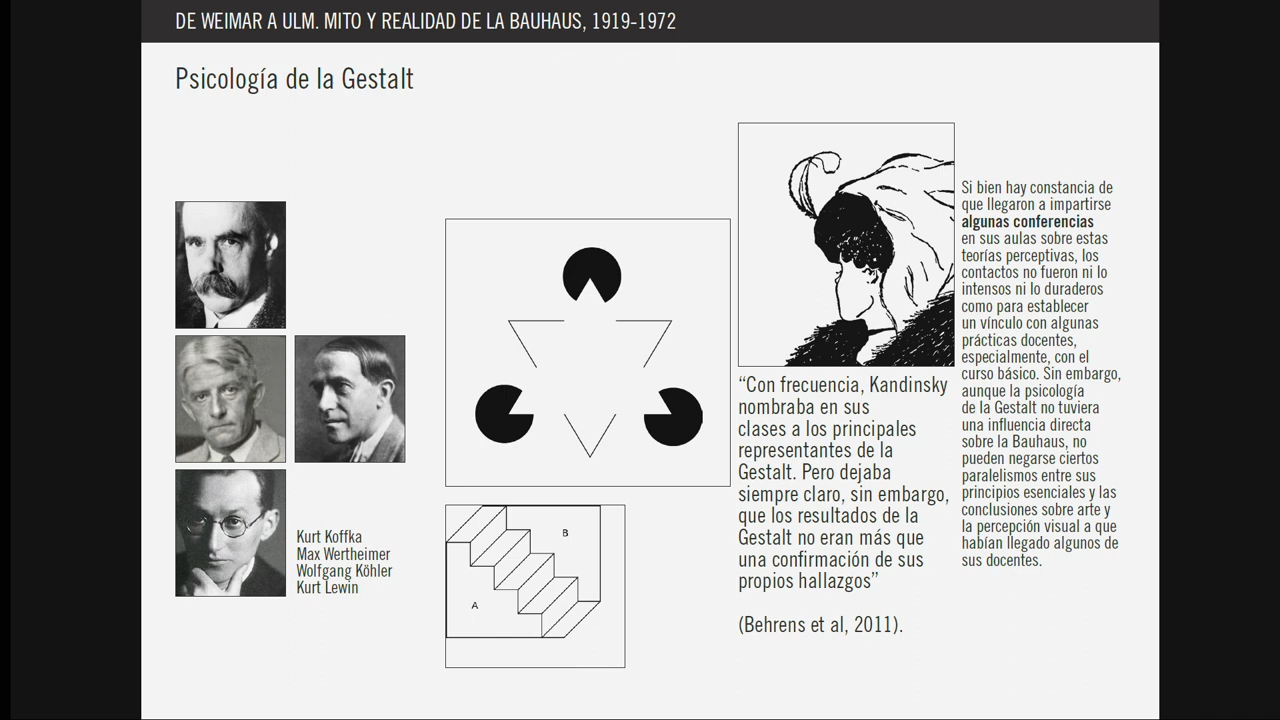 DE WEIMAR A ULM. MITO Y REALIDAD DE LA BAUHAUS, 1919-1972
Psicología de la Gestalt
Kurt Koffka
Max Wertheimer
Wolfgang Köhler
Kurt Lewin
B
A
“Con frecuencia, Kandinsky
nombraba en sus
clases a los principales
representantes de la
Gestalt. Pero dejaba
siempre claro, sin embargo,
que los resultados de la
Gestalt no eran más que
una confirmación de sus
propios hallazgos”
(Behrens et al, 2011).
Si bien hay constancia de
que llegaron a impartirse
algunas conferencias
en sus aulas sobre estas
teorías perceptivas, los
contactos no fueron ni lo
intensos ni lo duraderos
como para establecer
un vínculo con algunas
prácticas docentes,
especialmente, con el
curso básico. Sin embargo,
aunque la psicología
de la Gestalt no tuviera
una influencia directa
sobre la Bauhaus, no
pueden negarse ciertos
paralelismos entre sus
principios esenciales y las
conclusiones sobre arte y
la percepción visual a que
habían llegado algunos de
sus docentes.